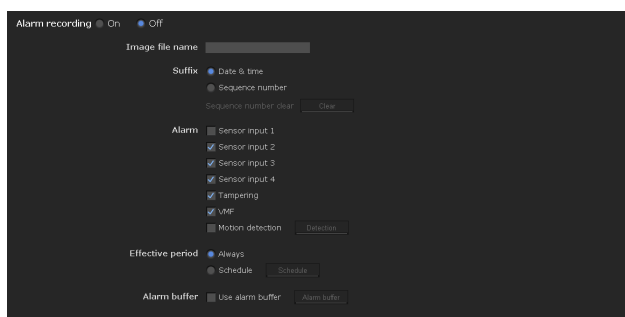 Alarm recording On Off
Image file name
Suffix Date & time
Sequence number
Sequence number clear Clear
Alarm Sensor input 1
Sensor input 2
Sensor input 3
Sensor input 4
Tampering
VMF
Motion detection Detection
Effective period Always
Schedule Schedule
Alarm buffer Use alarm buffer Alarm buffer